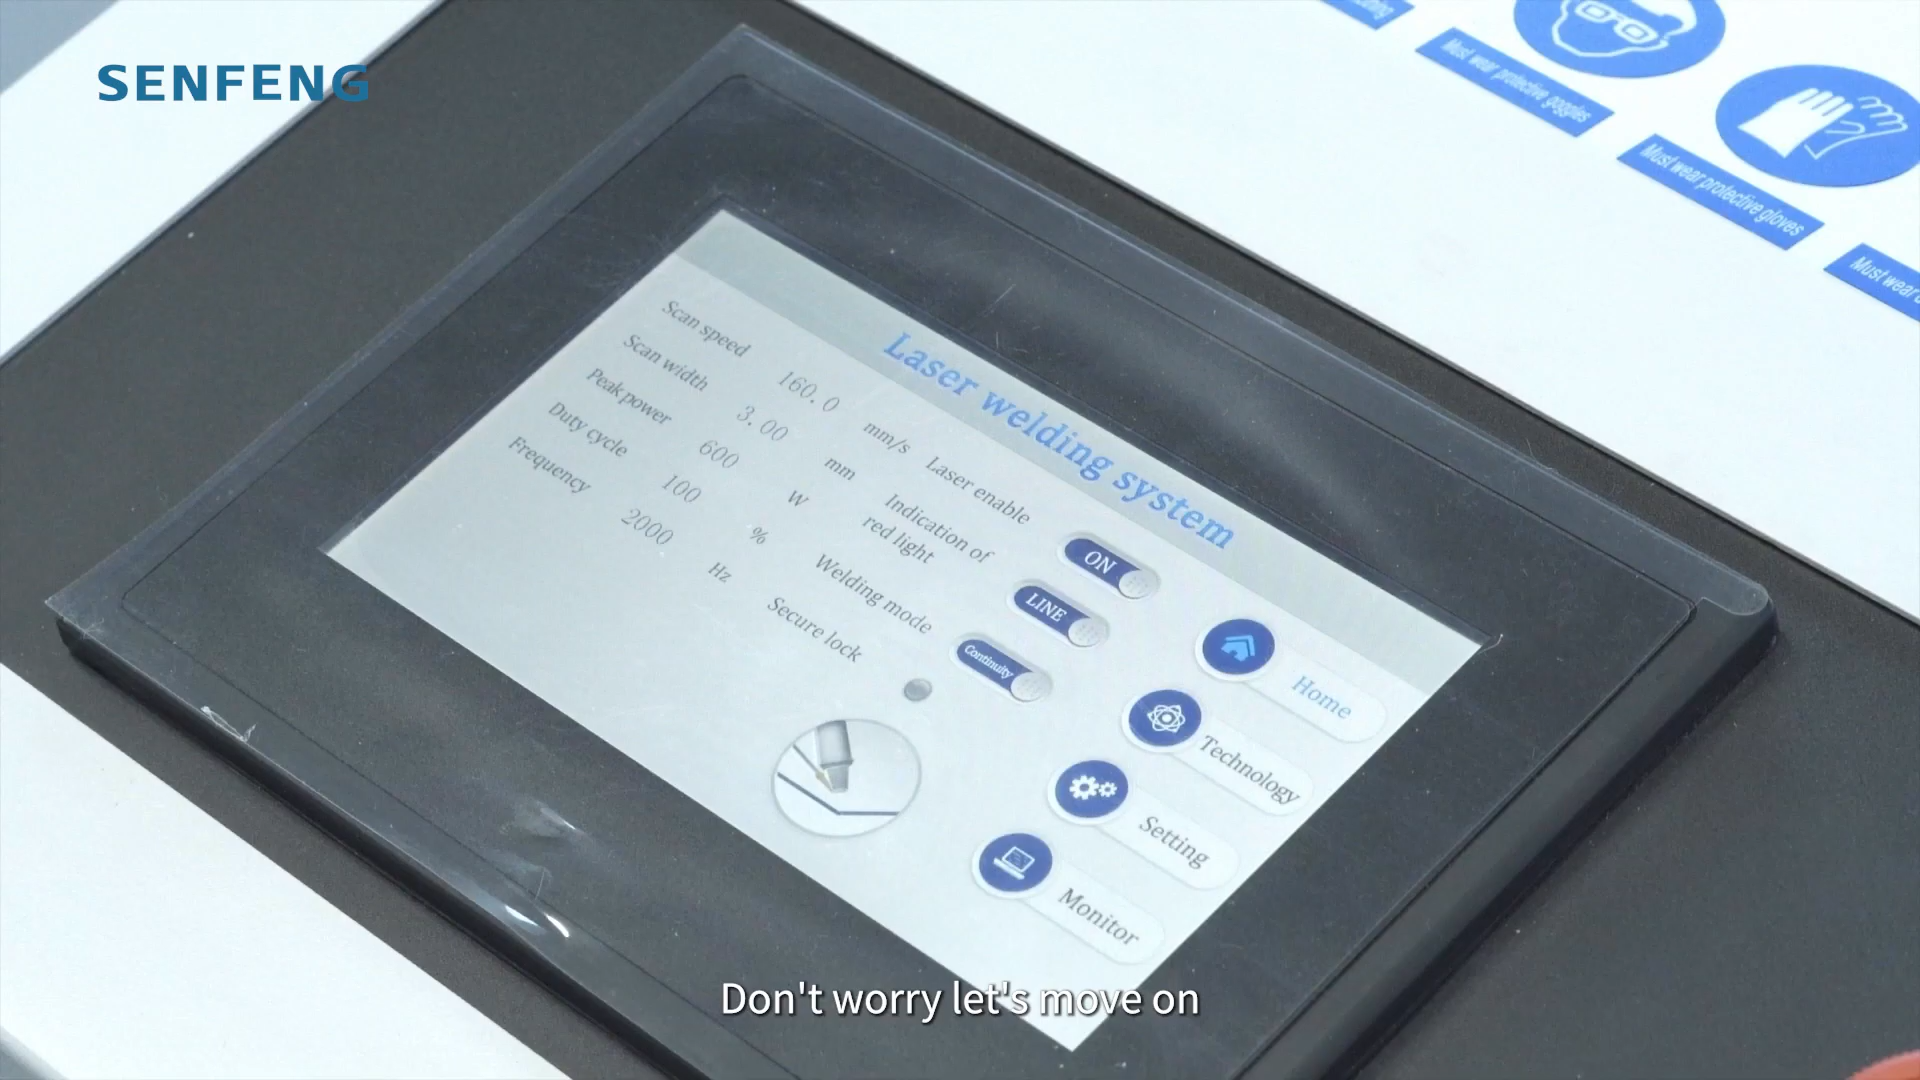 SENFENG
Must wear protective goggles
Must wear protective gloves
Must wear
Laser welding system
Scan speed 160.0 mm/s
Scan width 3.00 mm
Peak power 600 W
Duty cycle 100 %
Frequency 2000 Hz
Laser enable ON
Indication of
red light LINE
Welding mode Continuity
Secure lock
Home
Technology
Setting
Monitor
Don't worry let's move on